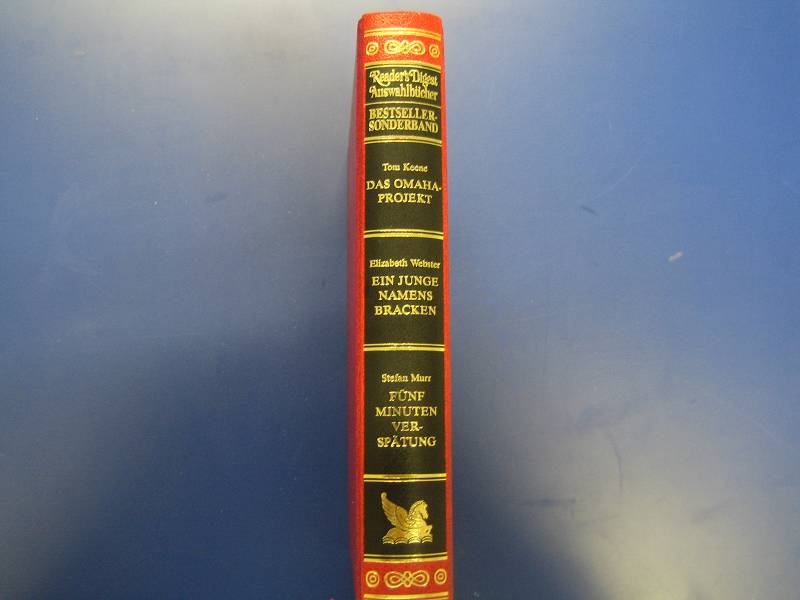 Reader's Digest
Auswahlbücher
BESTSELLER-
SONDERBAND
Tom Keene
DAS OMAHA-
PROJEKT
Elizabeth Webster
EIN JUNGE
NAMENS
BRACKEN
Stefan Murr
FÜNF
MINUTEN
VER-
SPÄTUNG